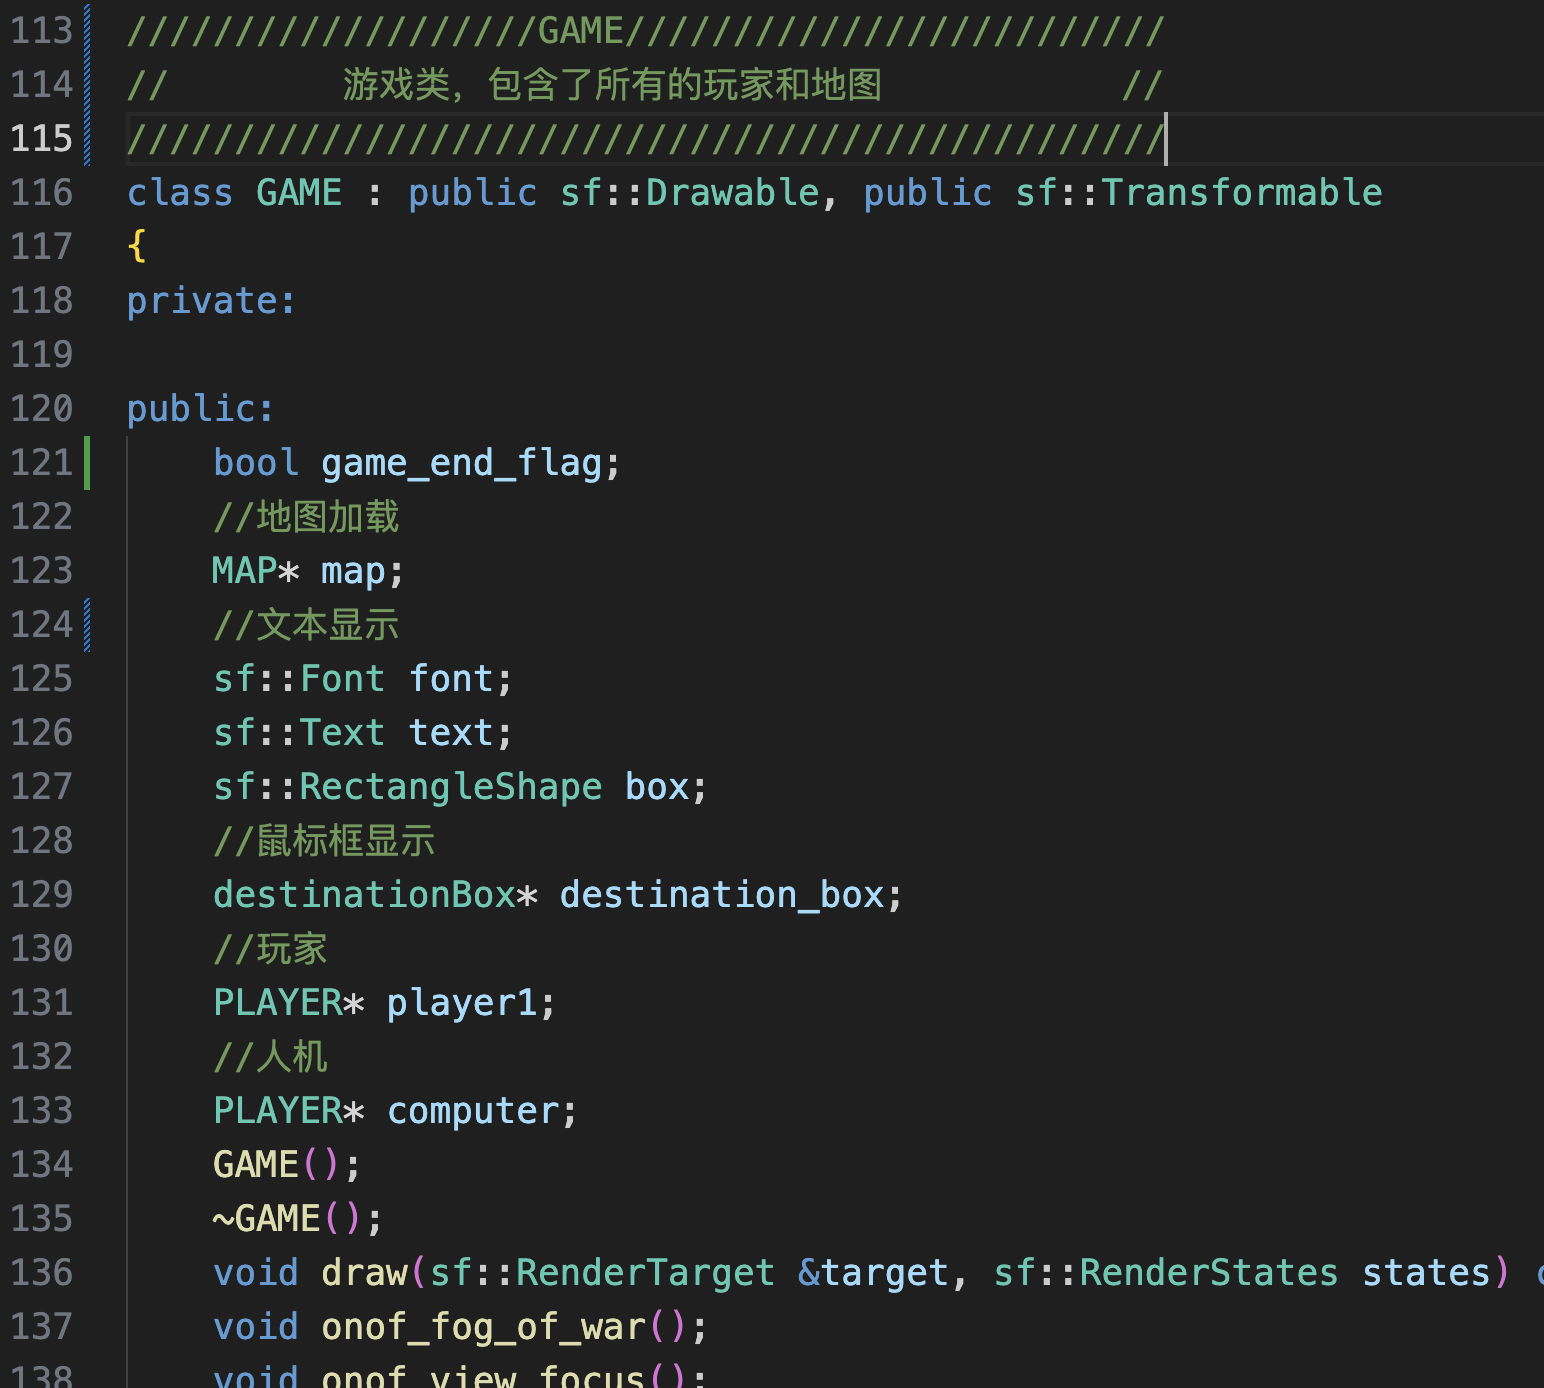 113 ///////////////////GAME/////////////////////////
114 //        游戏类，包含了所有的玩家和地图           //
115 ////////////////////////////////////////////////
116 class GAME : public sf::Drawable, public sf::Transformable
117 {
118 private:
119
120 public:
121     bool game_end_flag;
122     //地图加载
123     MAP* map;
124     //文本显示
125     sf::Font font;
126     sf::Text text;
127     sf::RectangleShape box;
128     //鼠标框显示
129     destinationBox* destination_box;
130     //玩家
131     PLAYER* player1;
132     //人机
133     PLAYER* computer;
134     GAME();
135     ~GAME();
136     void draw(sf::RenderTarget &target, sf::RenderStates states)
137     void onof_fog_of_war();
138     void onof_view_focus();